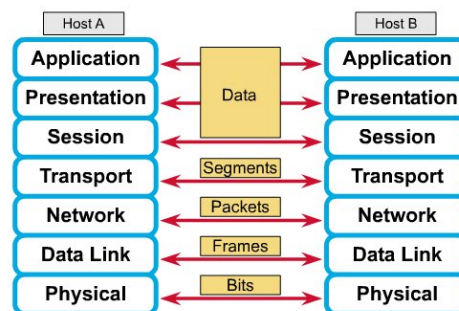 Host A Host B
Application Application
Presentation Data Presentation
Session Session
Transport Segments Transport
Network Packets Network
Data Link Frames Data Link
Physical Bits Physical